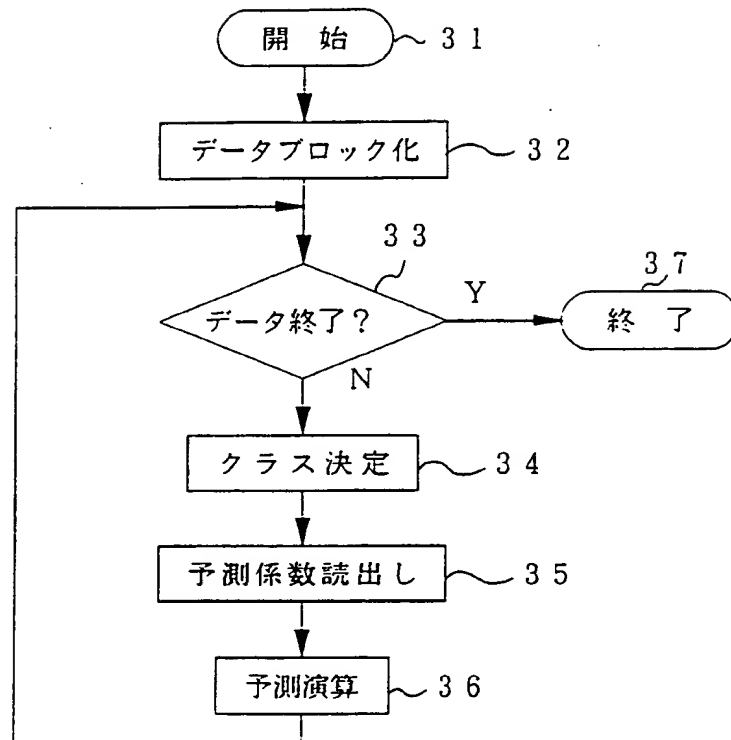 開 始 31
データブロック化 32
33
データ終了? Y
37
終 了
N
クラス決定 34
予測係数読出し 35
予測演算 36